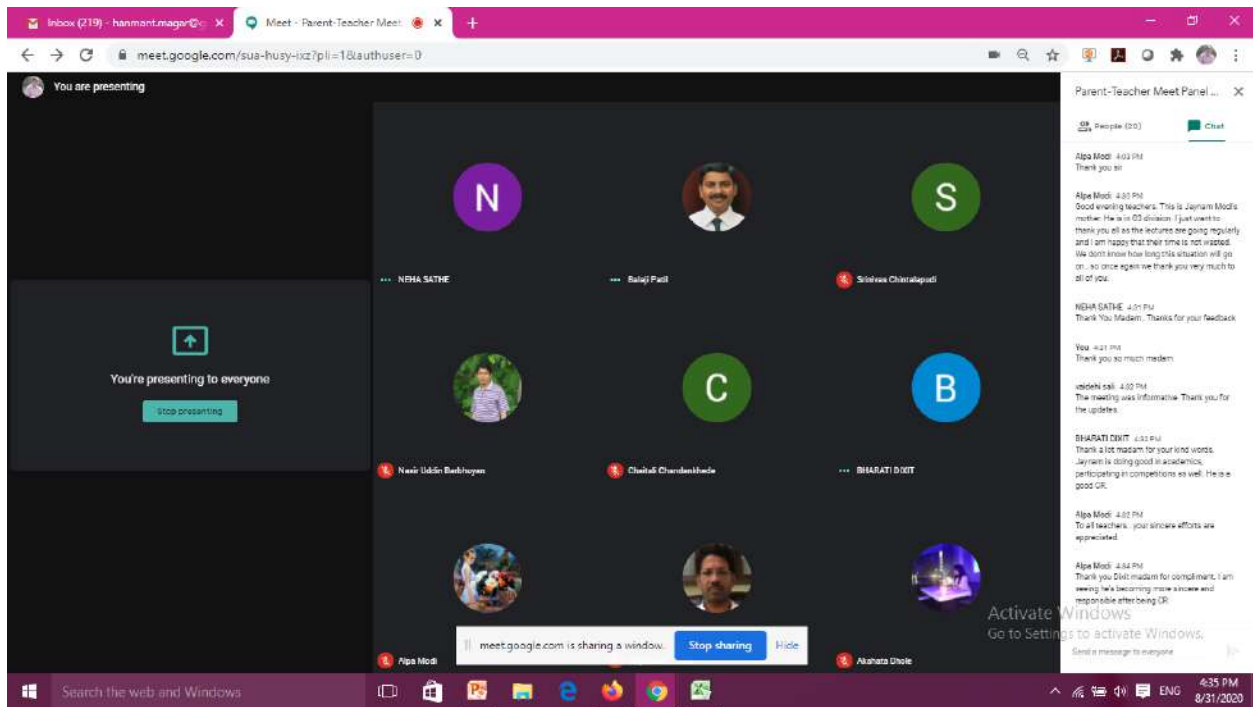 Inbox (219) - hanmant.magar@g
Meet - Parent-Teacher Meet
meet.google.com/sua-husy-ixz?pli=1&authuser=0
You are presenting
You're presenting to everyone
Stop presenting
N
NEHA SATHE
Balaji Patil
S
Srinivas Chintalapudi
Nasir Uddin Barbhuyan
C
Chaitali Chandankhede
B
BHARATI DIXIT
Alpa Modi
Akshata Dhole
meet.google.com is sharing a window.
Stop sharing
Hide
Parent-Teacher Meet Panel ...
People (20)
Chat
Alpa Modi 4:03 PM
Thank you sir
Alpa Modi 4:30 PM
Good evening teachers. This is Jaynam Modi's
mother. He is in G3 division. I just want to
thank you all as the lectures are going regularly
and I am happy that their time is not wasted.
We don't know how long this situation will go
on.. so once again we thank you very much to
all of you.
NEHA SATHE 4:31 PM
Thank You Madam.. Thanks for your feedback
You 4:31 PM
Thank you so much madem
vaidehi sali 4:32 PM
The meeting was informative. Thank you for
the updates.
BHARATI DIXIT 4:32 PM
Thank a lot madam for your kind words.
Jaynam is doing good in academics,
participating in competitions as well. He is a
good CR.
Alpa Modi 4:32 PM
To all teachers.. your sincere efforts are
appreciated.
Alpa Modi 4:34 PM
Thank you Dixit madam for compliment. I am
seeing he's becoming more sincere and
responsible after being CR
Send a message to everyone
Activate Windows
Go to Settings to activate Windows.
Search the web and Windows
ENG
4:35 PM
8/31/2020